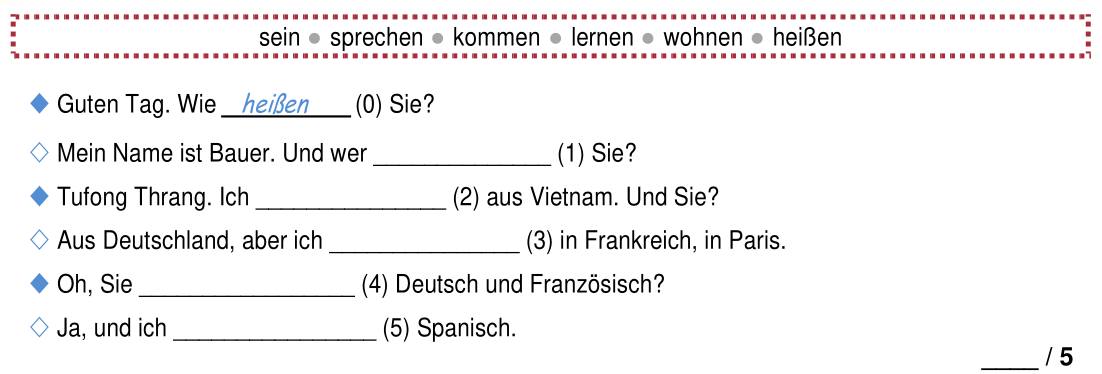 sein ● sprechen ● kommen ● lernen ● wohnen ● heißen
◆ Guten Tag. Wie __heißen____ (0) Sie?
◇ Mein Name ist Bauer. Und wer ______________ (1) Sie?
◆ Tufong Thrang. Ich _______________ (2) aus Vietnam. Und Sie?
◇ Aus Deutschland, aber ich _______________ (3) in Frankreich, in Paris.
◆ Oh, Sie _________________ (4) Deutsch und Französisch?
◇ Ja, und ich ________________ (5) Spanisch.
____ / 5